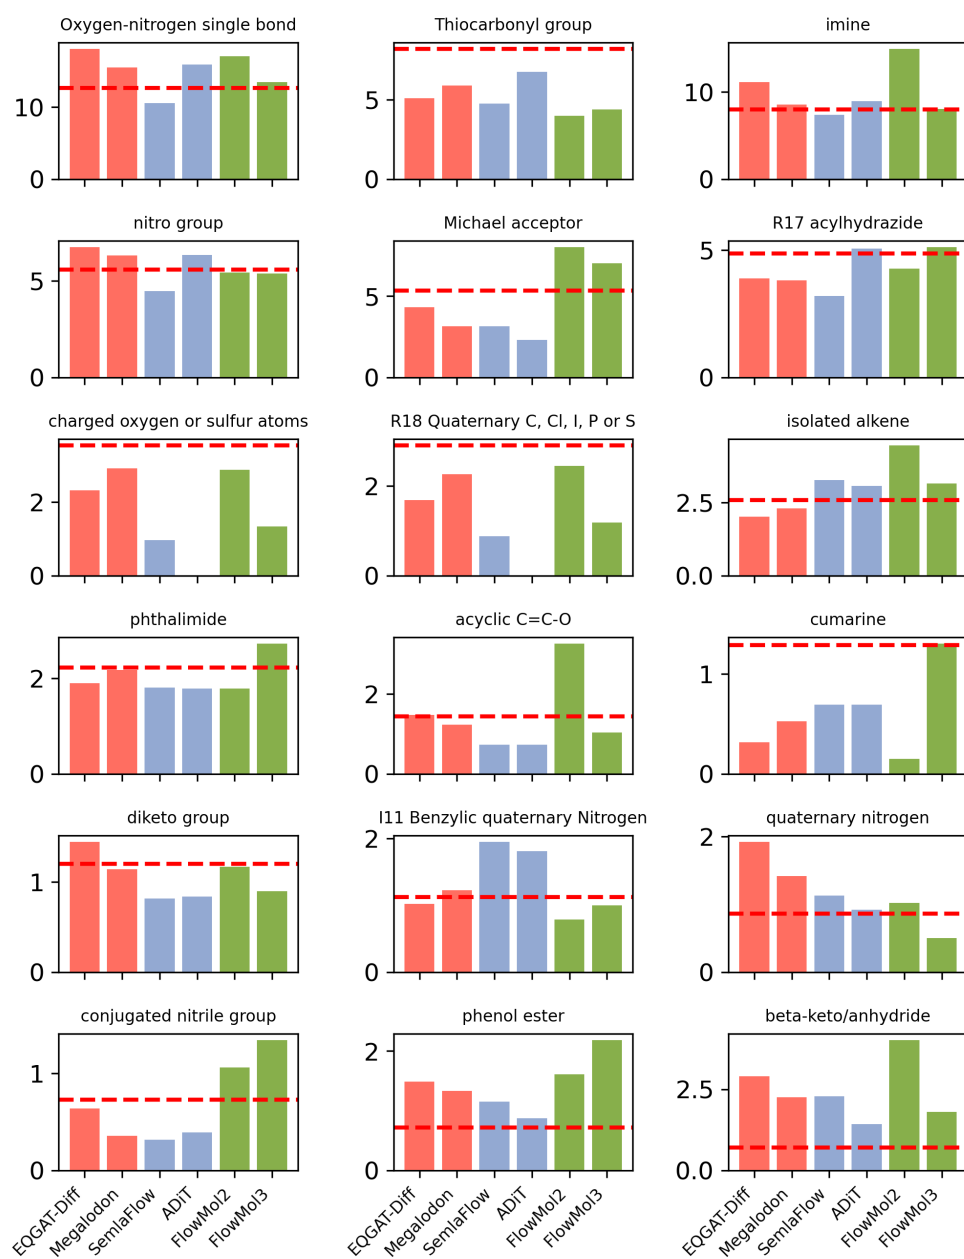 Oxygen-nitrogen single bond
10
0
Thiocarbonyl group
5
0
imine
10
0
nitro group
5
0
Michael acceptor
5
0
R17 acylhydrazide
5
0
charged oxygen or sulfur atoms
2
0
R18 Quaternary C, Cl, I, P or S
2
0
isolated alkene
2.5
0.0
phthalimide
2
0
acyclic C=C-O
2
0
cumarine
1
0
diketo group
1
0
I11 Benzylic quaternary Nitrogen
2
0
quaternary nitrogen
2
0
conjugated nitrile group
1
0
EQGAT-Diff
Megalodon
SemlaFlow
ADiT
FlowMol2
FlowMol3
phenol ester
2
0
EQGAT-Diff
Megalodon
SemlaFlow
ADiT
FlowMol2
FlowMol3
beta-keto/anhydride
2.5
0.0
EQGAT-Diff
Megalodon
SemlaFlow
ADiT
FlowMol2
FlowMol3